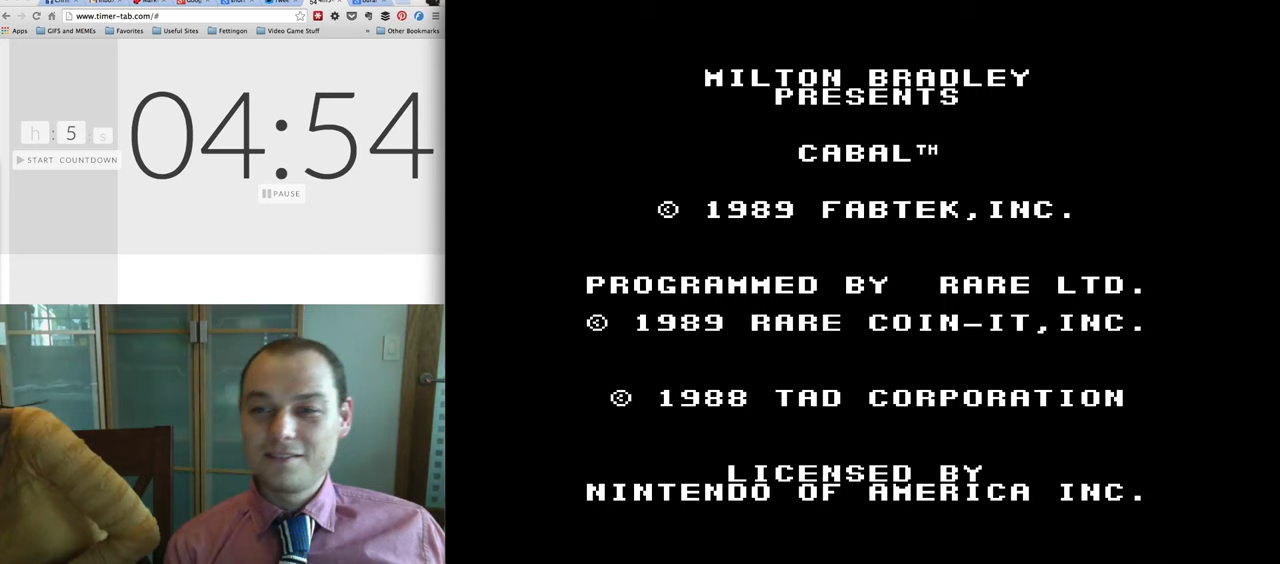 www.timer-tab.com/#
Apps GIFS and MEMEs Favorites Useful Sites Fettingon Video Game Stuff » Other Bookmarks
h : 5 : s
START COUNTDOWN
04:54
PAUSE
MILTON BRADLEY
PRESENTS
CABAL™
© 1989 FABTEK,INC.
PROGRAMMED BY RARE LTD.
© 1989 RARE COIN-IT,INC.
© 1988 TAD CORPORATION
LICENSED BY
NINTENDO OF AMERICA INC.